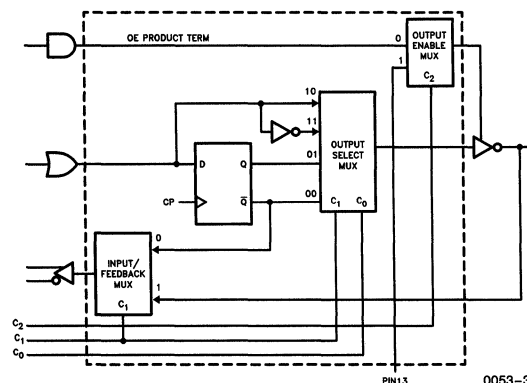 OE PRODUCT TERM
0
1
OUTPUT
ENABLE
MUX
C2
10
11
01
00
OUTPUT
SELECT
MUX
C1 C0
D Q
CP
Q̅
INPUT/
FEEDBACK
MUX
C1
0
1
C2
C1
C0
PIN13
0053-3